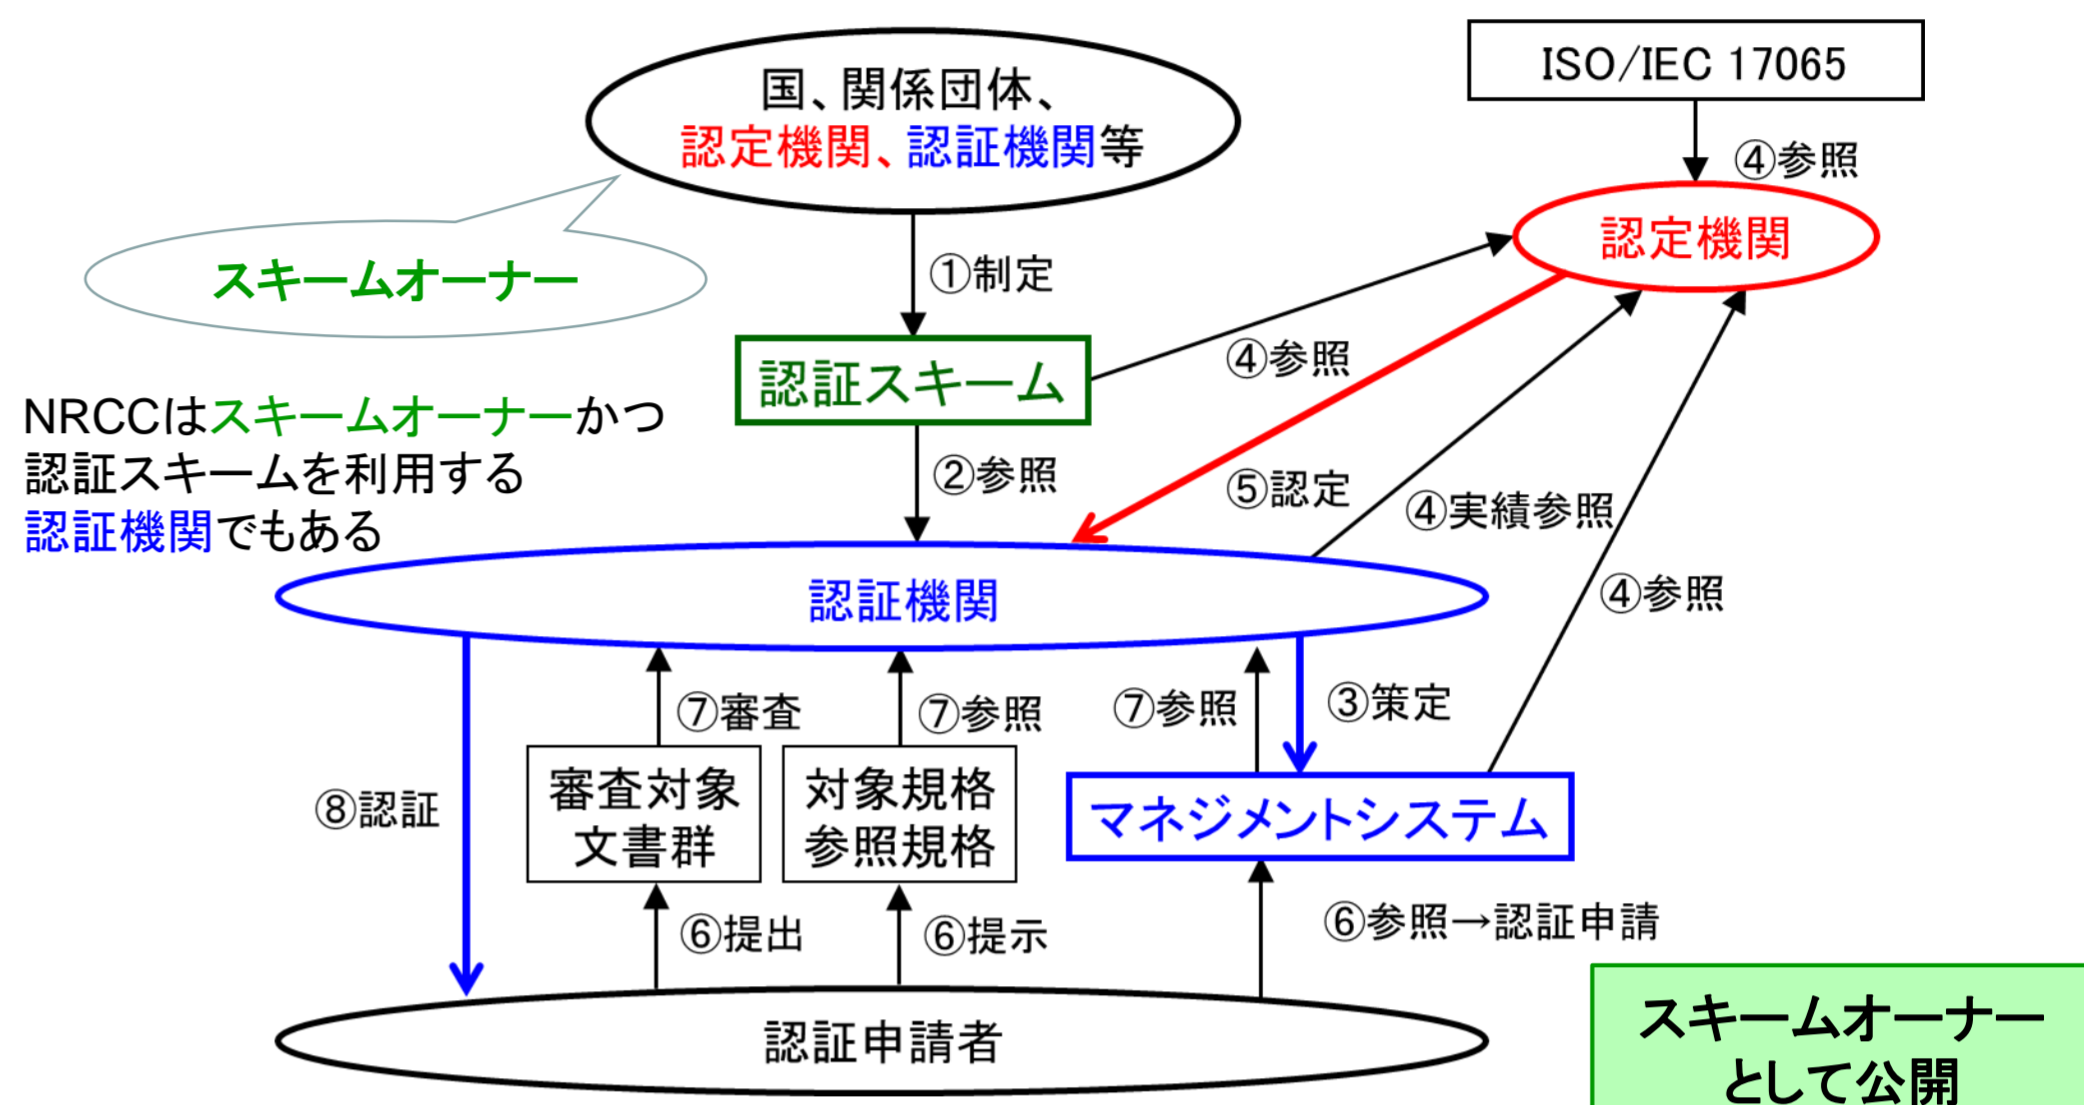 国、関係団体、
認定機関、認証機関等
ISO/IEC 17065
④参照
認定機関
スキームオーナー
①制定
認証スキーム
④参照
NRCCはスキームオーナーかつ
認証スキームを利用する
認証機関でもある
②参照
⑤認定
④実績参照
④参照
認証機関
⑦審査
⑦参照
⑦参照
③策定
⑧認証
審査対象
文書群
対象規格
参照規格
マネジメントシステム
⑥提出
⑥提示
⑥参照→認証申請
認証申請者
スキームオーナー
として公開